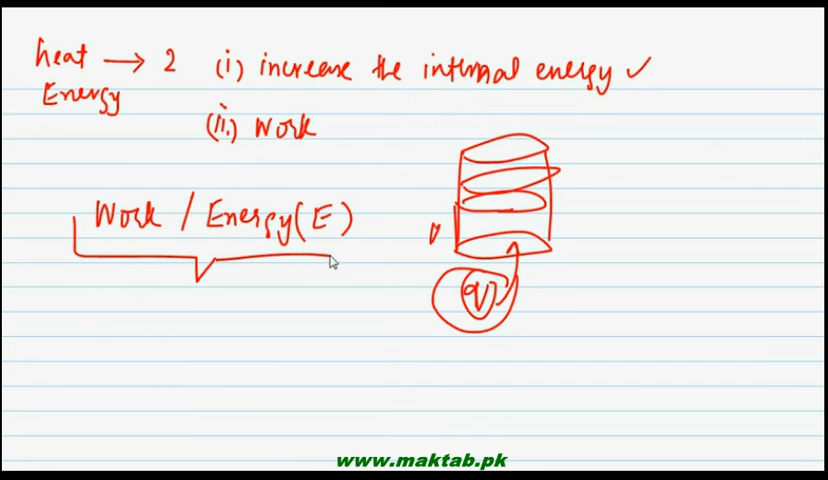 heat → 2 (i) increase the internal energy ✓
Energy
(ii.) Work
Work / Energy (E)
q
www.maktab.pk